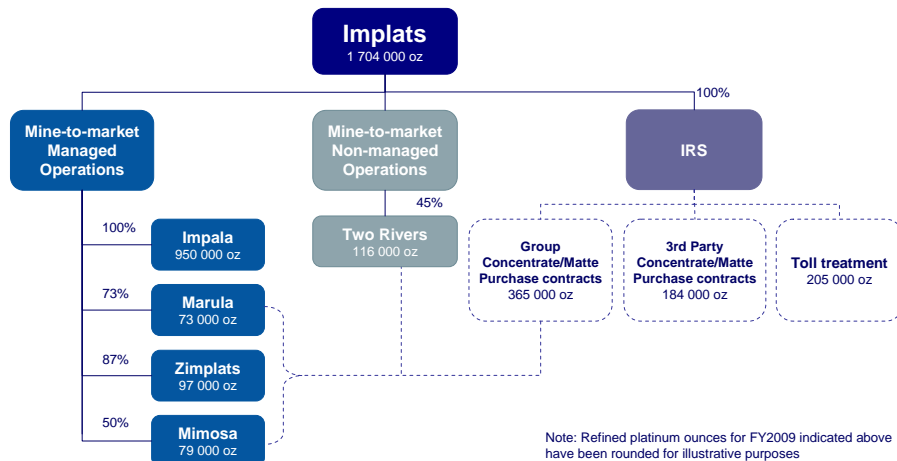 Implats
1 704 000 oz
100%
Mine-to-market
Managed
Operations
Mine-to-market
Non-managed
Operations
IRS
45%
100%
Impala
950 000 oz
Two Rivers
116 000 oz
Group
Concentrate/Matte
Purchase contracts
365 000 oz
3rd Party
Concentrate/Matte
Purchase contracts
184 000 oz
Toll treatment
205 000 oz
73%
Marula
73 000 oz
87%
Zimplats
97 000 oz
50%
Mimosa
79 000 oz
Note: Refined platinum ounces for FY2009 indicated above
have been rounded for illustrative purposes